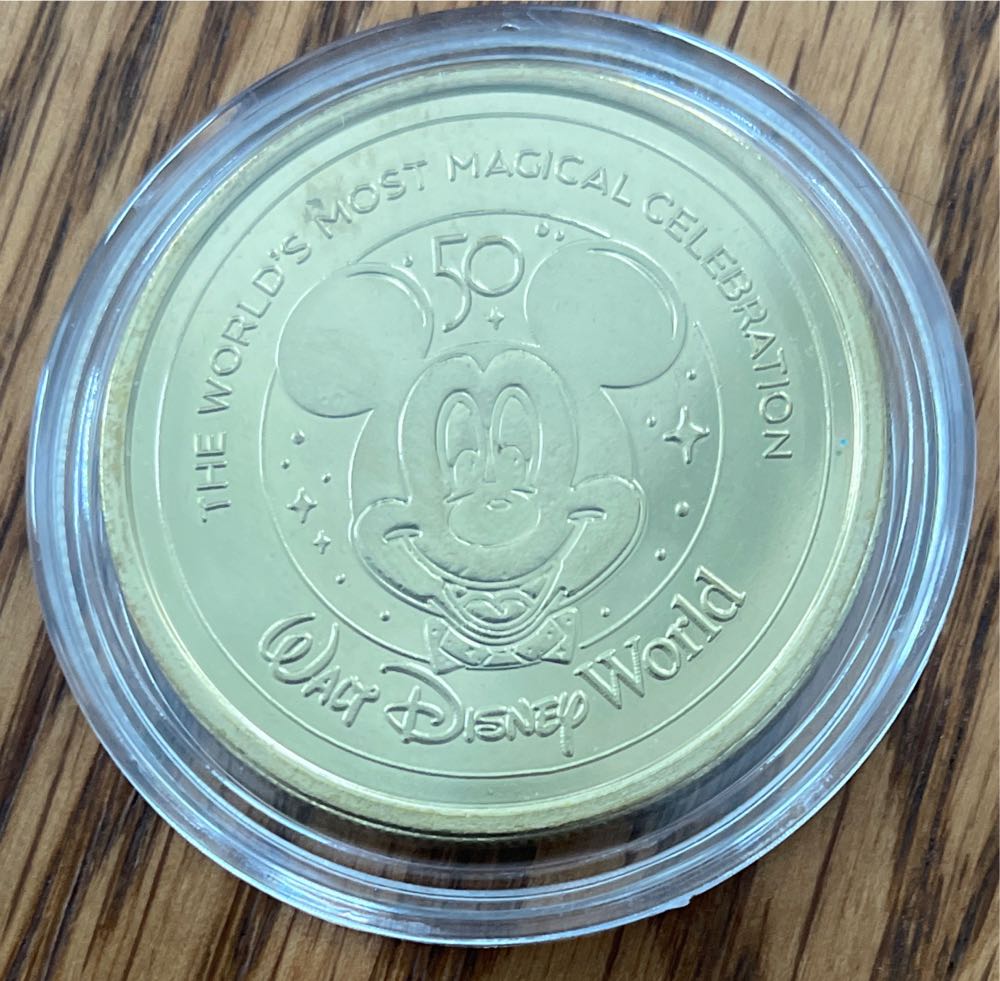 THE WORLD'S MOST MAGICAL CELEBRATION
50
Walt Disney World